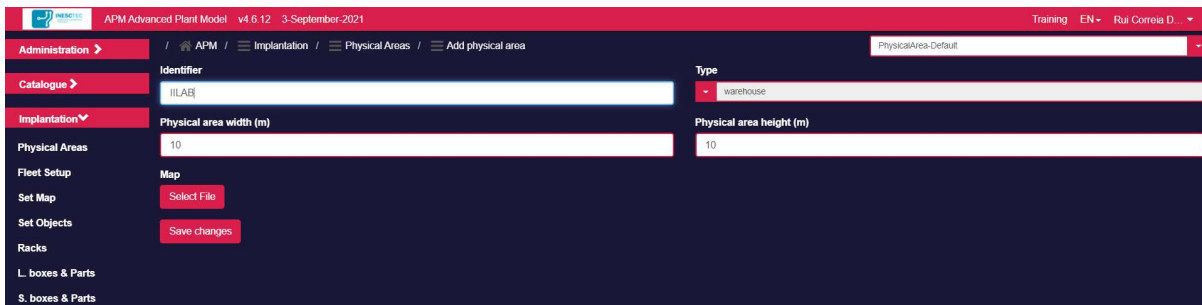 INESCTEC APM Advanced Plant Model v4.6.12 3-September-2021 Training EN Rui Correia D...
Administration
/ APM / Implantation / Physical Areas / Add physical area PhysicalArea-Default
Identifier Type
Catalogue
IILAB warehouse
Implantation
Physical area width (m) Physical area height (m)
Physical Areas
10 10
Fleet Setup
Map
Set Map
Select File
Set Objects
Save changes
Racks
L. boxes & Parts
S. boxes & Parts